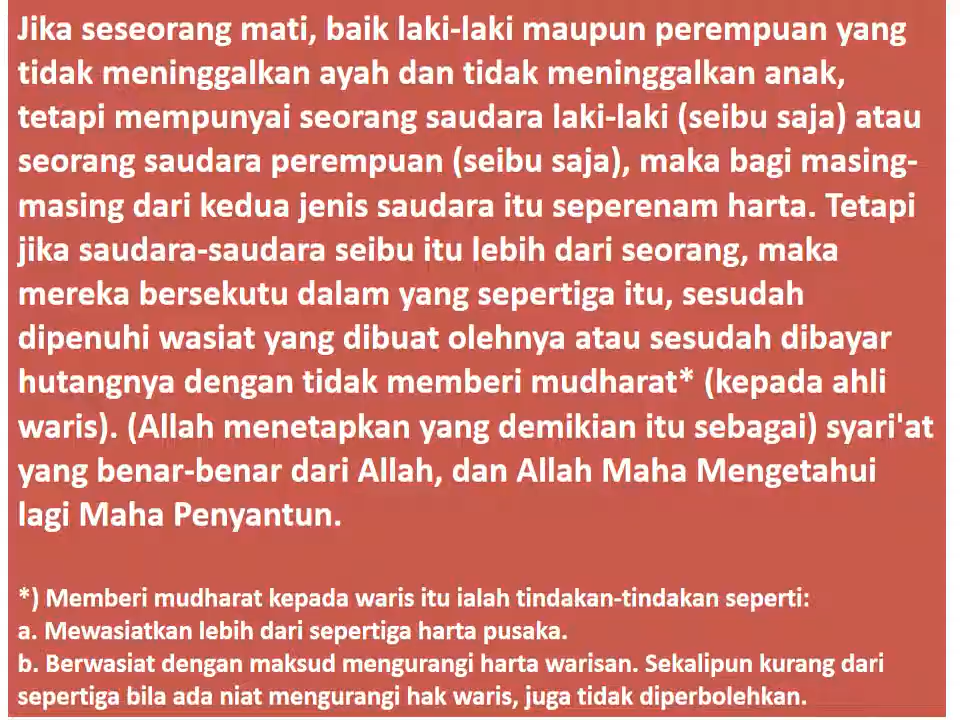 Jika seseorang mati, baik laki-laki maupun perempuan yang
tidak meninggalkan ayah dan tidak meninggalkan anak,
tetapi mempunyai seorang saudara laki-laki (seibu saja) atau
seorang saudara perempuan (seibu saja), maka bagi masing-
masing dari kedua jenis saudara itu seperenam harta. Tetapi
jika saudara-saudara seibu itu lebih dari seorang, maka
mereka bersekutu dalam yang sepertiga itu, sesudah
dipenuhi wasiat yang dibuat olehnya atau sesudah dibayar
hutangnya dengan tidak memberi mudharat* (kepada ahli
waris). (Allah menetapkan yang demikian itu sebagai) syari'at
yang benar-benar dari Allah, dan Allah Maha Mengetahui
lagi Maha Penyantun.
*) Memberi mudharat kepada waris itu ialah tindakan-tindakan seperti:
a. Mewasiatkan lebih dari sepertiga harta pusaka.
b. Berwasiat dengan maksud mengurangi harta warisan. Sekalipun kurang dari
sepertiga bila ada niat mengurangi hak waris, juga tidak diperbolehkan.